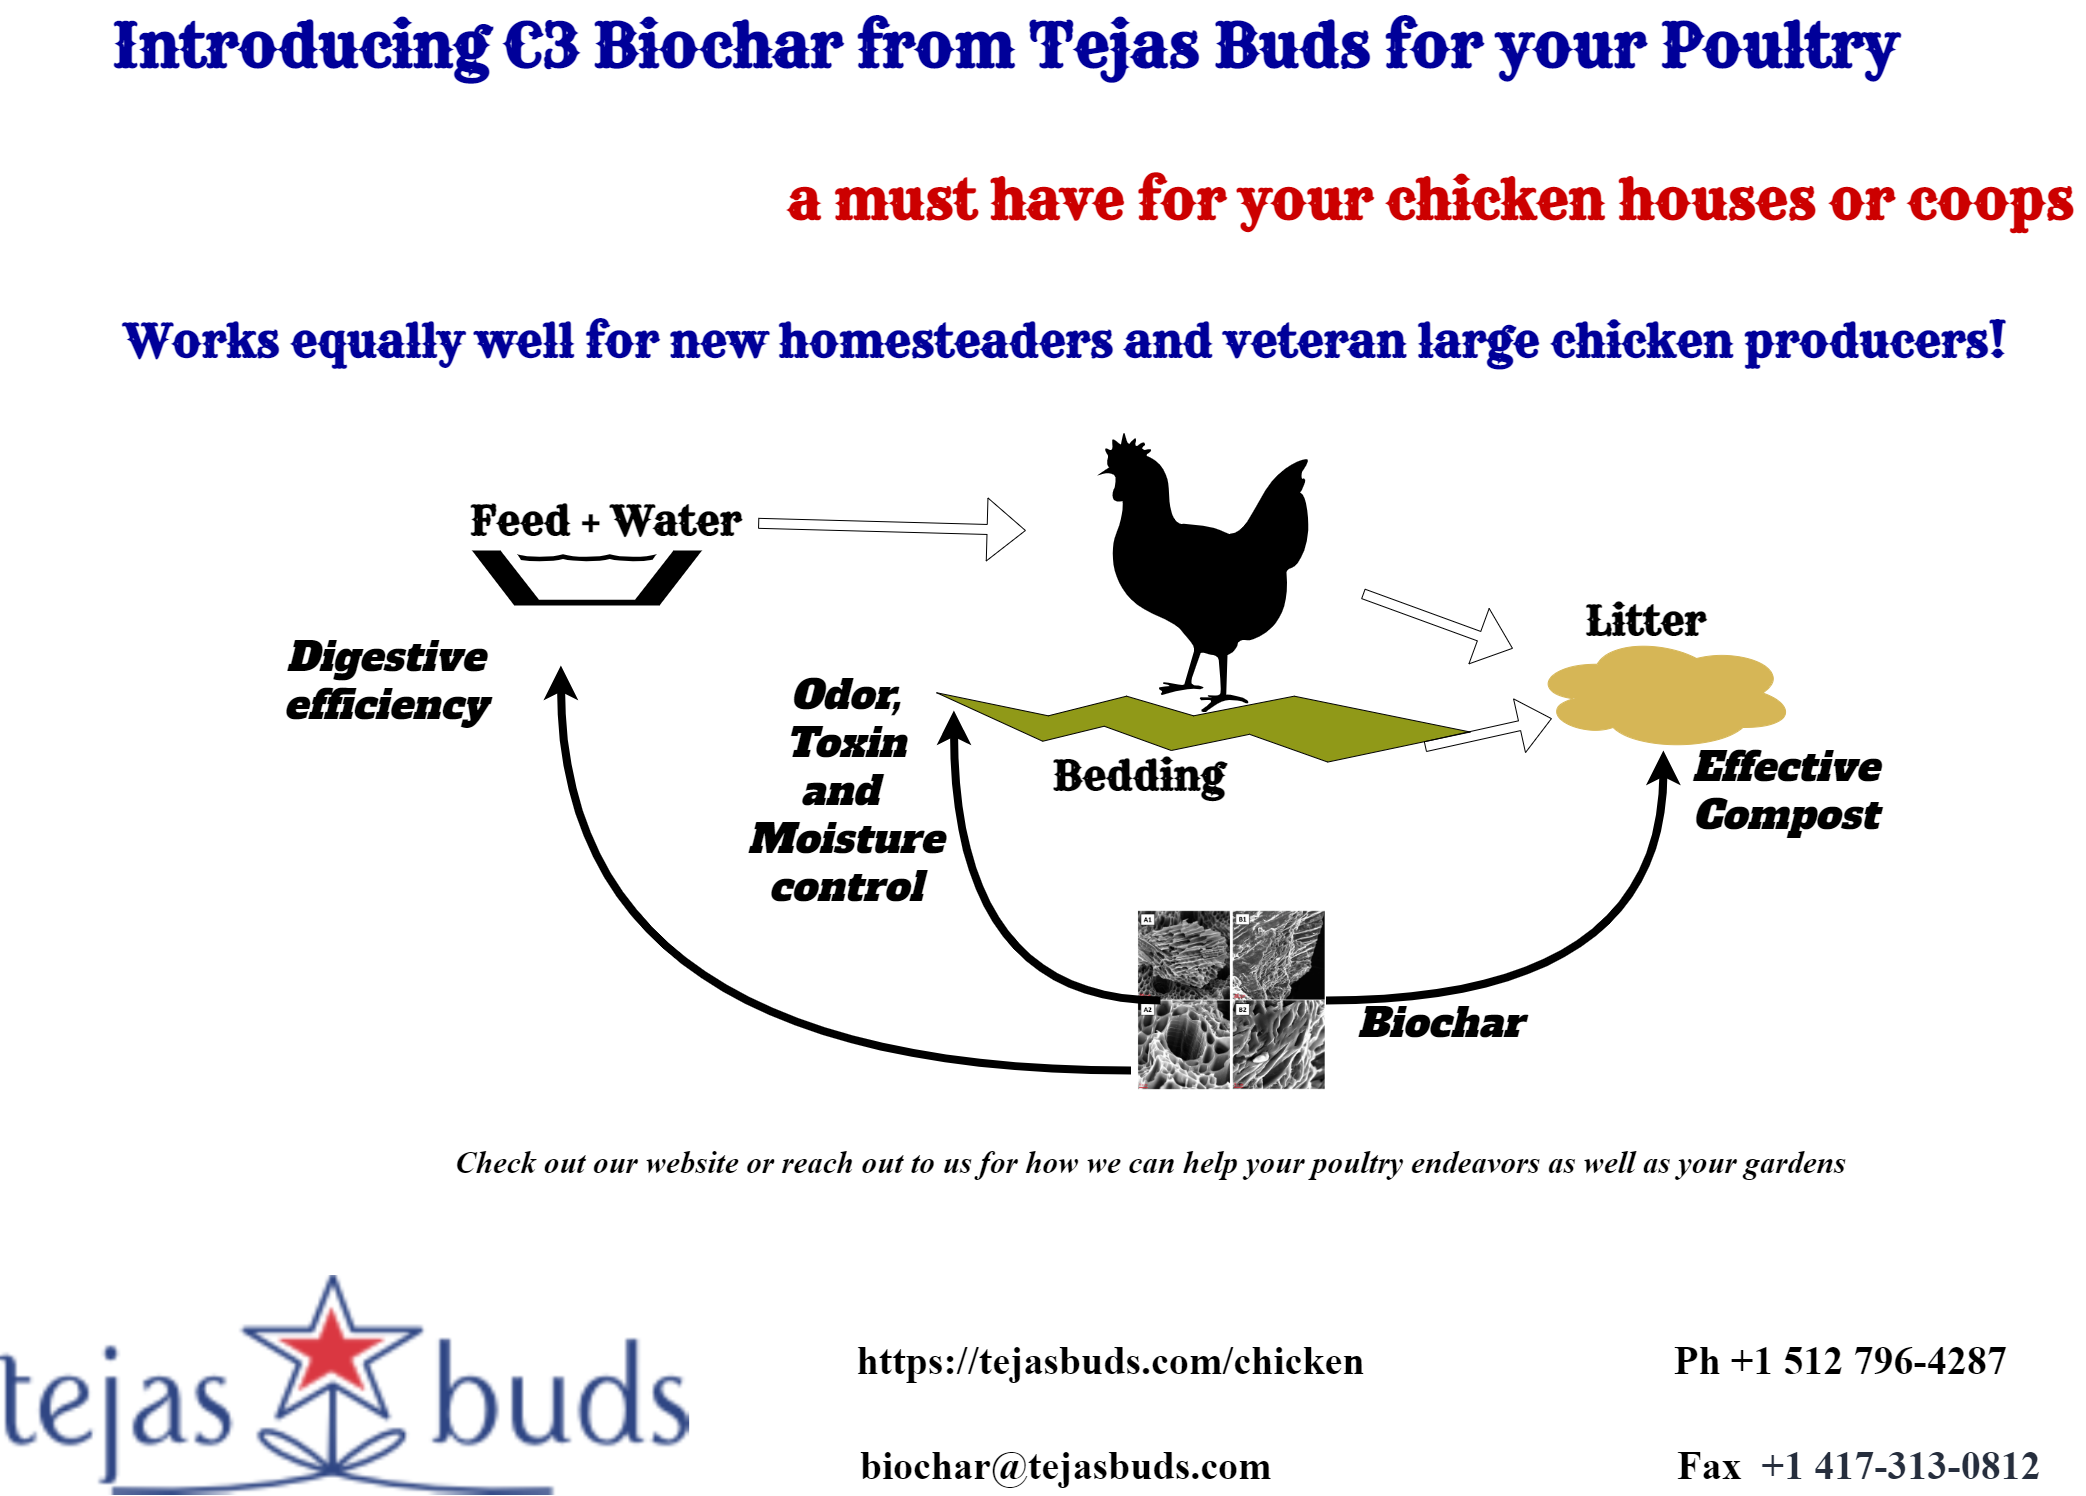 Introducing C3 Biochar from Tejas Buds for your Poultry
a must have for your chicken houses or coops
Works equally well for new homesteaders and veteran large chicken producers!
Feed + Water
Litter
Digestive
efficiency
Odor,
Toxin
and
Moisture
control
Bedding
Effective
Compost
A1
B1
A2
B2
Biochar
Check out our website or reach out to us for how we can help your poultry endeavors as well as your gardens
tejas buds
https://tejasbuds.com/chicken
Ph +1 512 796-4287
biochar@tejasbuds.com
Fax +1 417-313-0812